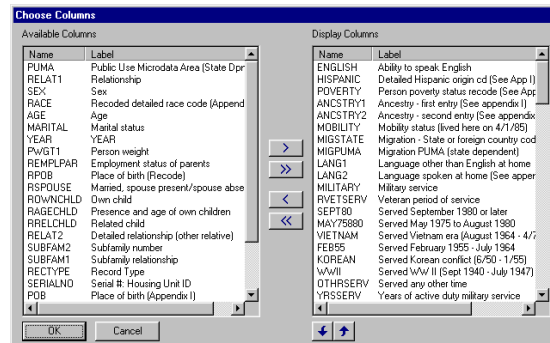 Choose Columns
Available Columns
Name Label
PUMA Public Use Microdata Area (State Dpr
RELAT1 Relationship
SEX Sex
RACE Recoded detailed race code (Append
AGE Age
MARITAL Marital status
YEAR YEAR
PWGT1 Person weight
REMPLPAR Employment status of parents
RPOB Place of birth (Recode)
RSPOUSE Married, spouse present/spouse abse
ROWNCHLD Own child
RAGECHLD Presence and age of own children
RRELCHLD Related child
RELAT2 Detailed relationship (other relative)
SUBFAM2 Subfamily number
SUBFAM1 Subfamily relationship
RECTYPE Record Type
SERIALNO Serial #: Housing Unit ID
POB Place of birth (Appendix I)
OK Cancel
>
>>
<
<<
Display Columns
Name Label
ENGLISH Ability to speak English
HISPANIC Detailed Hispanic origin cd (See App I)
POVERTY Person poverty status recode (See App
ANCSTRY1 Ancestry - first entry (See appendix I)
ANCSTRY2 Ancestry - second entry (See appendix
MOBILITY Mobility status (lived here on 4/1/85)
MIGSTATE Migration - State or foreign country cod
MIGPUMA Migration PUMA (state dependent)
LANG1 Language other than English at home
LANG2 Language spoken at home (See apper
MILITARY Military service
RVETSERV Veteran period of service
SEPT80 Served September 1980 or later
MAY75880 Served May 1975 to August 1980
VIETNAM Served Vietnam era (August 1964 - 4/7
FEB55 Served February 1955 - July 1964
KOREAN Served Korean conflict (6/50 - 1/55)
WWII Served WW II (Sept 1940 - July 1947)
OTHRSERV Served any other time
YRSSERV Years of active duty military service